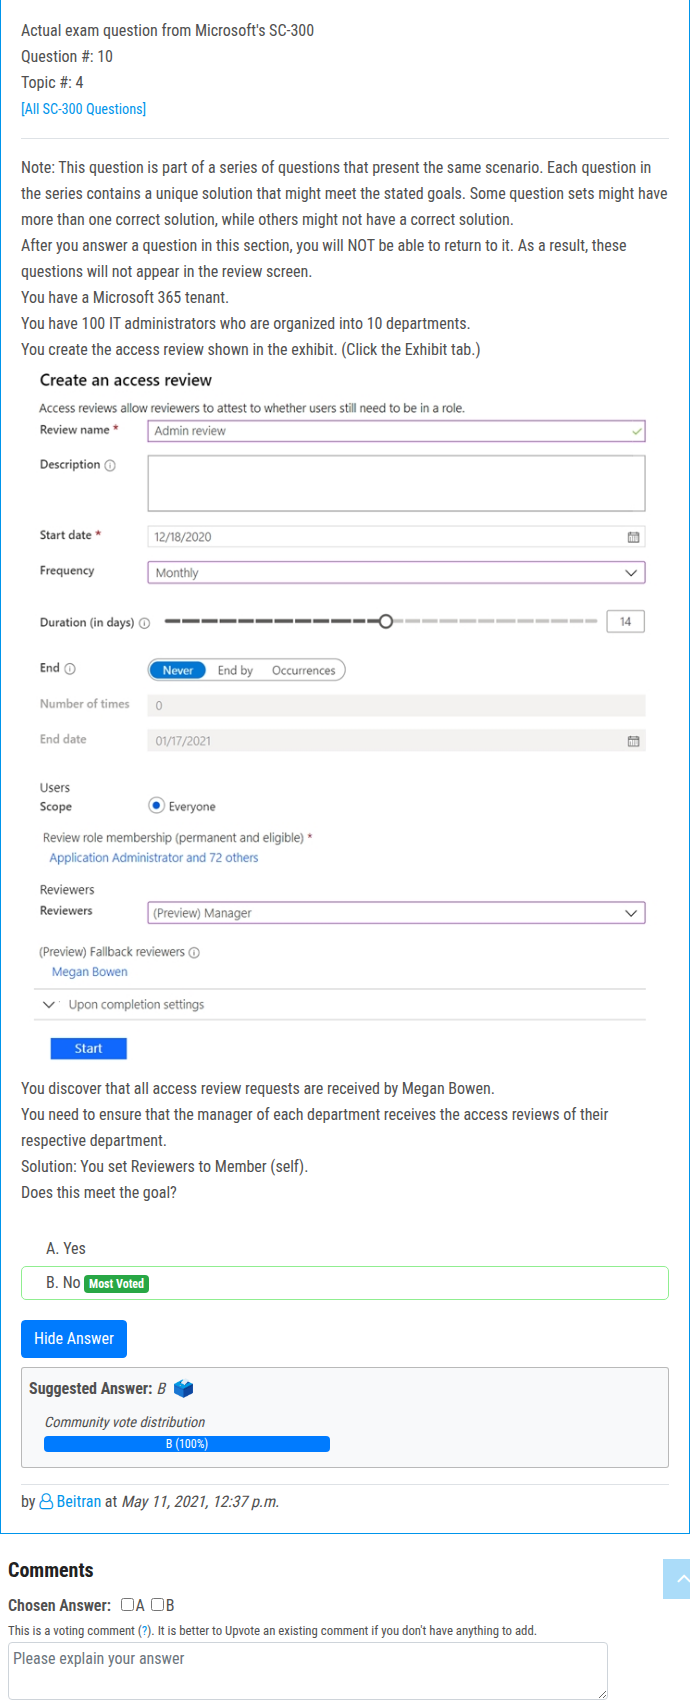 Actual exam question from Microsoft's SC-300
Question #: 10
Topic #: 4
[All SC-300 Questions]
Note: This question is part of a series of questions that present the same scenario. Each question in
the series contains a unique solution that might meet the stated goals. Some question sets might have
more than one correct solution, while others might not have a correct solution.
After you answer a question in this section, you will NOT be able to return to it. As a result, these
questions will not appear in the review screen.
You have a Microsoft 365 tenant.
You have 100 IT administrators who are organized into 10 departments.
You create the access review shown in the exhibit. (Click the Exhibit tab.)
Create an access review
Access reviews allow reviewers to attest to whether users still need to be in a role.
Review name * Admin review
Description
Start date * 12/18/2020
Frequency Monthly
Duration (in days) 14
End Never End by Occurrences
Number of times 0
End date 01/17/2021
Users
Scope Everyone
Review role membership (permanent and eligible) *
Application Administrator and 72 others
Reviewers
Reviewers (Preview) Manager
(Preview) Fallback reviewers
Megan Bowen
Upon completion settings
Start
You discover that all access review requests are received by Megan Bowen.
You need to ensure that the manager of each department receives the access reviews of their
respective department.
Solution: You set Reviewers to Member (self).
Does this meet the goal?
A. Yes
B. No Most Voted
Hide Answer
Suggested Answer: B
Community vote distribution
B (100%)
by Beitran at May 11, 2021, 12:37 p.m.
Comments
Chosen Answer: A B
This is a voting comment (?). It is better to Upvote an existing comment if you don't have anything to add.
Please explain your answer